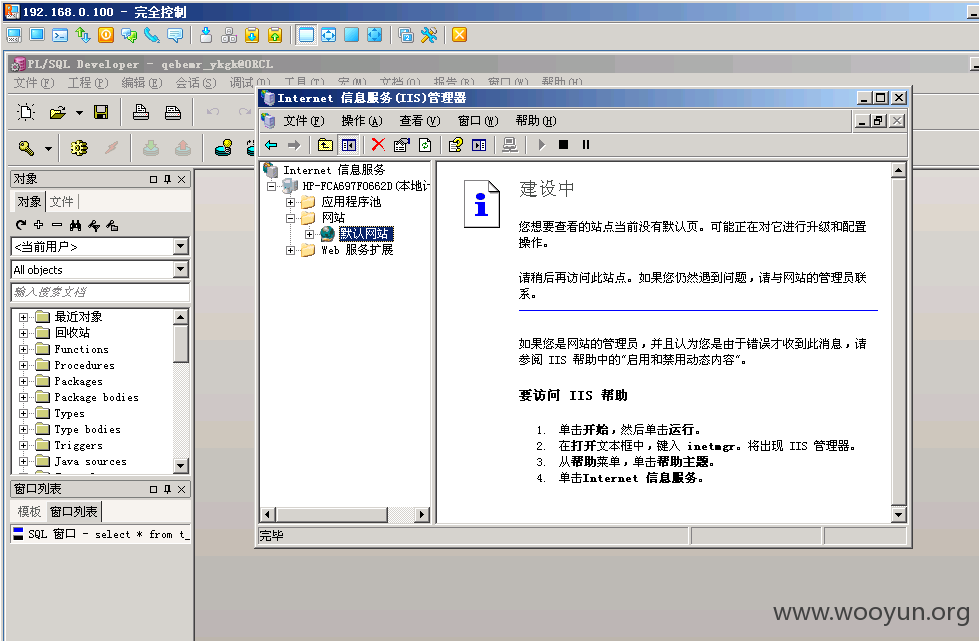 192.168.0.100 - 完全控制
PL/SQL Developer - qebemr_ykgk@ORCL
文件(F) 工程(P) 编辑(E) 会话(S) 调试(D) 工具(T) 宏(M) 文档(O) 报告(R) 窗口(W) 帮助(H)
Internet 信息服务(IIS)管理器
文件(F) 操作(A) 查看(V) 窗口(W) 帮助(H)
对象
对象 文件
<当前用户>
All objects
输入搜索文档
最近对象
回收站
Functions
Procedures
Packages
Package bodies
Types
Type bodies
Triggers
Java sources
窗口列表
模板 窗口列表
SQL 窗口 - select * from t_
Internet 信息服务
HP-FCA697F0662D(本地计
应用程序池
网站
默认网站
Web 服务扩展
建设中
您想要查看的站点当前没有默认页。可能正在对它进行升级和配置
操作。
请稍后再访问此站点。如果您仍然遇到问题，请与网站的管理员联
系。
如果您是网站的管理员，并且认为您是由于错误才收到此消息，请
参阅 IIS 帮助中的"启用和禁用动态内容"。
要访问 IIS 帮助
1. 单击开始，然后单击运行。
2. 在打开文本框中，键入 inetmgr。将出现 IIS 管理器。
3. 从帮助菜单，单击帮助主题。
4. 单击Internet 信息服务。
完毕
www.wooyun.org